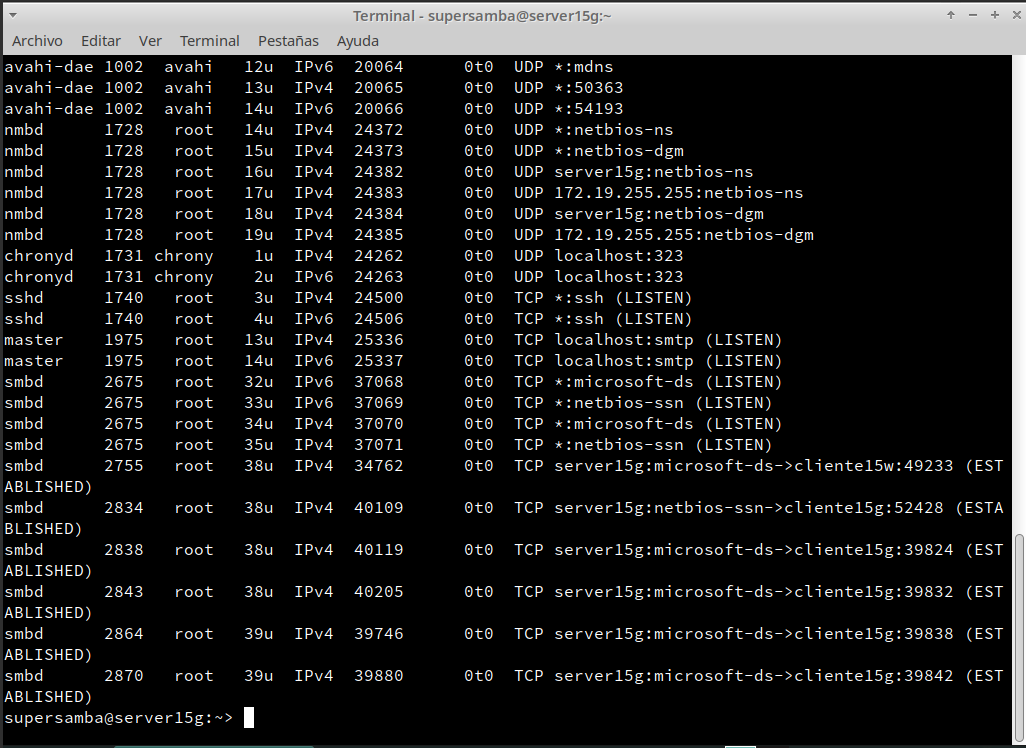 Terminal - supersamba@server15g:~
Archivo Editar Ver Terminal Pestañas Ayuda
avahi-dae 1002 avahi 12u IPv6 20064 0t0 UDP *:mdns
avahi-dae 1002 avahi 13u IPv4 20065 0t0 UDP *:50363
avahi-dae 1002 avahi 14u IPv6 20066 0t0 UDP *:54193
nmbd 1728 root 14u IPv4 24372 0t0 UDP *:netbios-ns
nmbd 1728 root 15u IPv4 24373 0t0 UDP *:netbios-dgm
nmbd 1728 root 16u IPv4 24382 0t0 UDP server15g:netbios-ns
nmbd 1728 root 17u IPv4 24383 0t0 UDP 172.19.255.255:netbios-ns
nmbd 1728 root 18u IPv4 24384 0t0 UDP server15g:netbios-dgm
nmbd 1728 root 19u IPv4 24385 0t0 UDP 172.19.255.255:netbios-dgm
chronyd 1731 chrony 1u IPv4 24262 0t0 UDP localhost:323
chronyd 1731 chrony 2u IPv6 24263 0t0 UDP localhost:323
sshd 1740 root 3u IPv4 24500 0t0 TCP *:ssh (LISTEN)
sshd 1740 root 4u IPv6 24506 0t0 TCP *:ssh (LISTEN)
master 1975 root 13u IPv4 25336 0t0 TCP localhost:smtp (LISTEN)
master 1975 root 14u IPv6 25337 0t0 TCP localhost:smtp (LISTEN)
smbd 2675 root 32u IPv6 37068 0t0 TCP *:microsoft-ds (LISTEN)
smbd 2675 root 33u IPv6 37069 0t0 TCP *:netbios-ssn (LISTEN)
smbd 2675 root 34u IPv4 37070 0t0 TCP *:microsoft-ds (LISTEN)
smbd 2675 root 35u IPv4 37071 0t0 TCP *:netbios-ssn (LISTEN)
smbd 2755 root 38u IPv4 34762 0t0 TCP server15g:microsoft-ds->cliente15w:49233 (EST
ABLISHED)
smbd 2834 root 38u IPv4 40109 0t0 TCP server15g:netbios-ssn->cliente15g:52428 (ESTA
BLISHED)
smbd 2838 root 38u IPv4 40119 0t0 TCP server15g:microsoft-ds->cliente15g:39824 (EST
ABLISHED)
smbd 2843 root 38u IPv4 40205 0t0 TCP server15g:microsoft-ds->cliente15g:39832 (EST
ABLISHED)
smbd 2864 root 39u IPv4 39746 0t0 TCP server15g:microsoft-ds->cliente15g:39838 (EST
ABLISHED)
smbd 2870 root 39u IPv4 39880 0t0 TCP server15g:microsoft-ds->cliente15g:39842 (EST
ABLISHED)
supersamba@server15g:~>